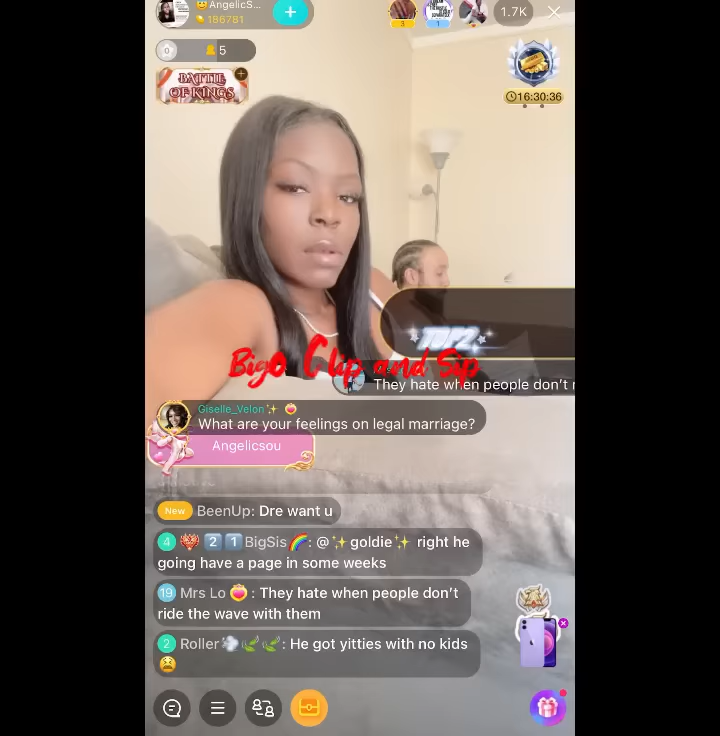 AngelicS...
186781
3
1
1.7K
0
5
BATTLE
OF KINGS
16:30:36
TOP2
Bigo Clip and Sip
They hate when people don't r
Giselle_Velon
What are your feelings on legal marriage?
Angelicsou
New BeenUp: Dre want u
4 2 1 BigSis🌈: @✨goldie✨ right he
going have a page in some weeks
19 Mrs Lo: They hate when people don't
ride the wave with them
2 Roller💨🌿🌿: He got yitties with no kids
😫